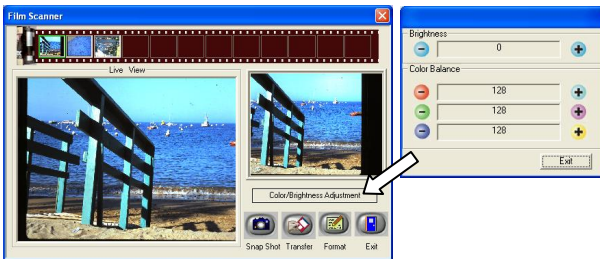 Film Scanner
Live View
Color/Brightness Adjustment
Snap Shot Transfer Format Exit
Brightness
0
Color Balance
128
128
128
Exit